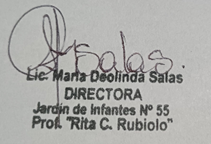 Salas.
Lic. María Deolinda Salas
DIRECTORA
Jardín de Infantes Nº 55
Prof. "Rita C. Rubiolo"